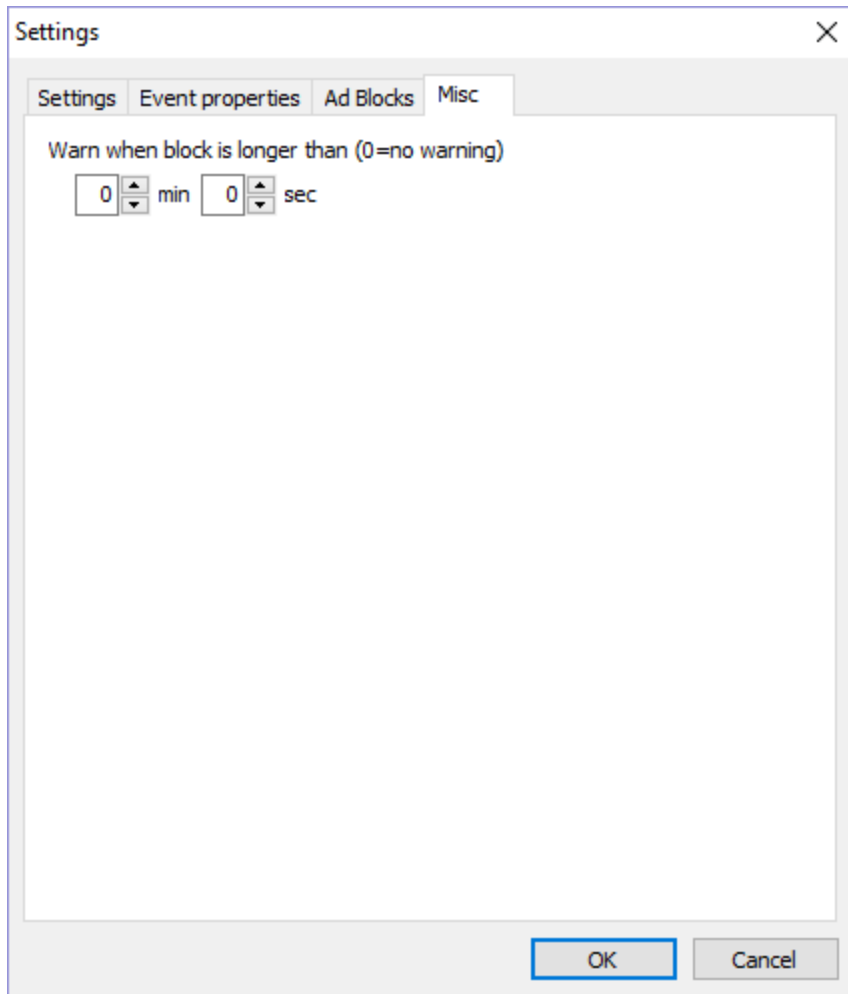 Settings
Settings Event properties Ad Blocks Misc
Warn when block is longer than (0=no warning)
0 min 0 sec
OK Cancel